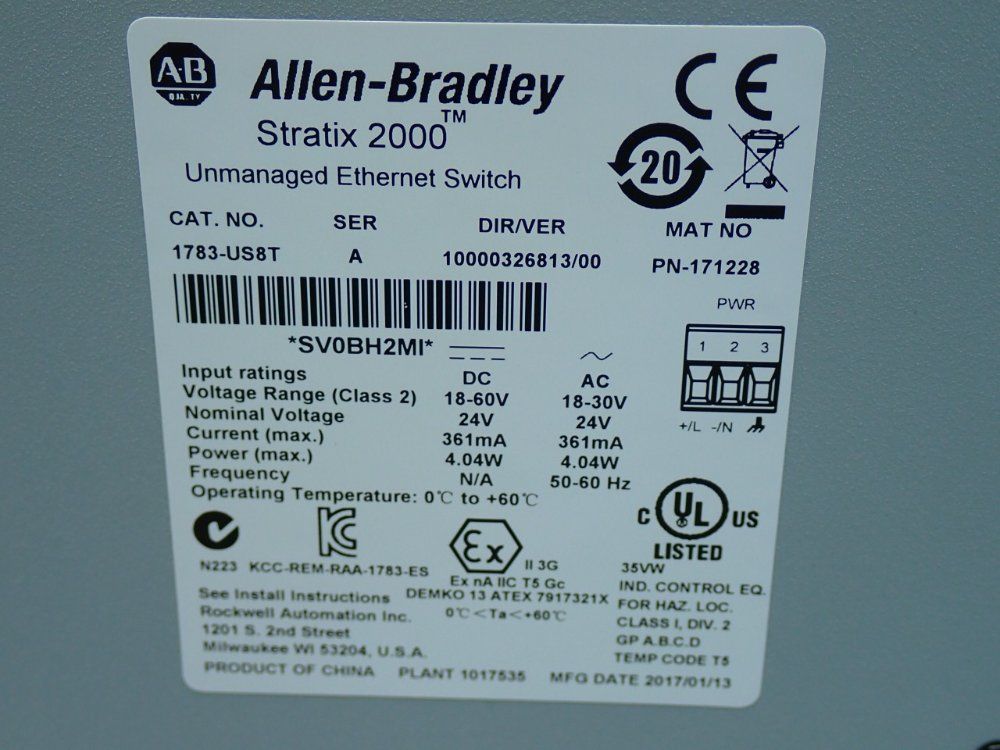 A·B
QUALITY
Allen-Bradley
Stratix 2000™
Unmanaged Ethernet Switch
CE
20
CAT. NO. SER DIR/VER MAT NO
1783-US8T A 10000326813/00 PN-171228
*SV0BH2MI*
PWR
1 2 3
+/L -/N
Input ratings DC AC
Voltage Range (Class 2) 18-60V 18-30V
Nominal Voltage 24V 24V
Current (max.) 361mA 361mA
Power (max.) 4.04W 4.04W
Frequency N/A 50-60 Hz
Operating Temperature: 0℃ to +60℃
N223 KCC-REM-RAA-1783-ES
Ex II 3G
Ex nA IIC T5 Gc
DEMKO 13 ATEX 7917321X
0℃<Ta<+60℃
C UL US
LISTED
35VW
IND. CONTROL EQ.
FOR HAZ. LOC.
CLASS I, DIV. 2
GP A.B.C.D
TEMP CODE T5
See Install Instructions
Rockwell Automation Inc.
1201 S. 2nd Street
Milwaukee WI 53204, U.S.A.
PRODUCT OF CHINA PLANT 1017535 MFG DATE 2017/01/13